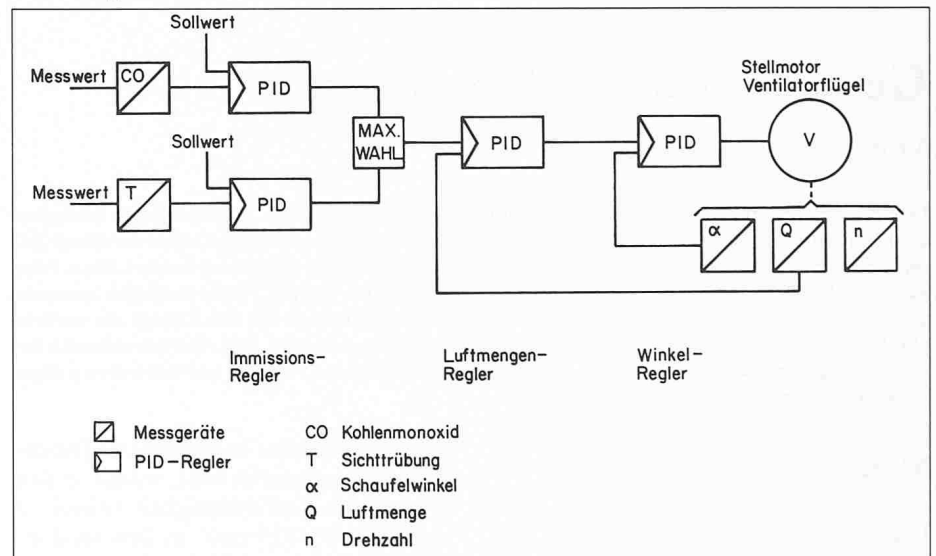 Sollwert
Messwert
CO
PID
Stellmotor
Ventilatorflügel
MAX.
WAHL
PID
PID
V
Sollwert
Messwert
T
PID
α
Q
n
Immissions-
Regler
Luftmengen-
Regler
Winkel-
Regler
Messgeräte
CO Kohlenmonoxid
PID-Regler
T Sichttrübung
α Schaufelwinkel
Q Luftmenge
n Drehzahl